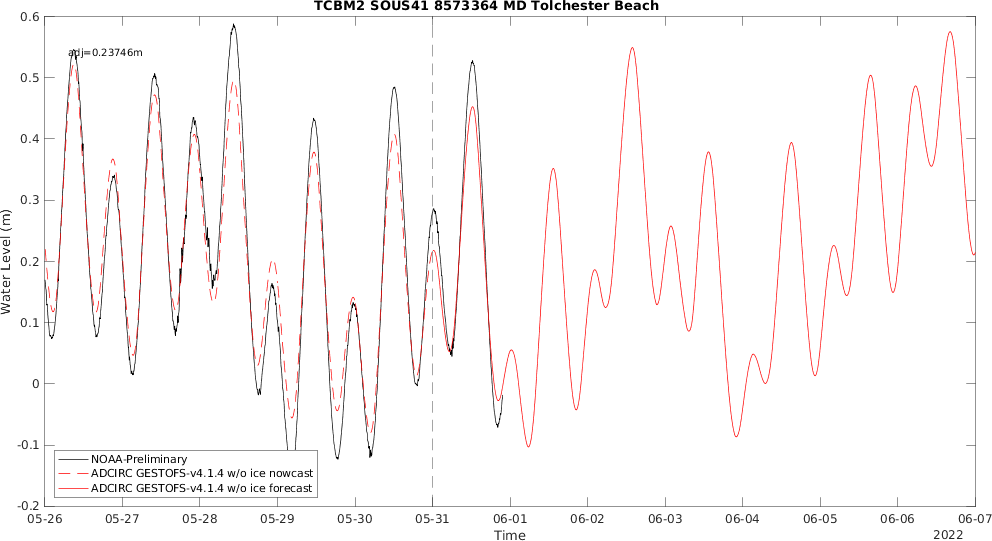 TCBM2 SOUS41 8573364 MD Tolchester Beach
adj=0.23746m
0.6
0.5
0.4
0.3
0.2
0.1
0
-0.1
-0.2
Water Level (m)
NOAA-Preliminary
ADCIRC GESTOFS-v4.1.4 w/o ice nowcast
ADCIRC GESTOFS-v4.1.4 w/o ice forecast
05-26 05-27 05-28 05-29 05-30 05-31 06-01 06-02 06-03 06-04 06-05 06-06 06-07
Time
2022